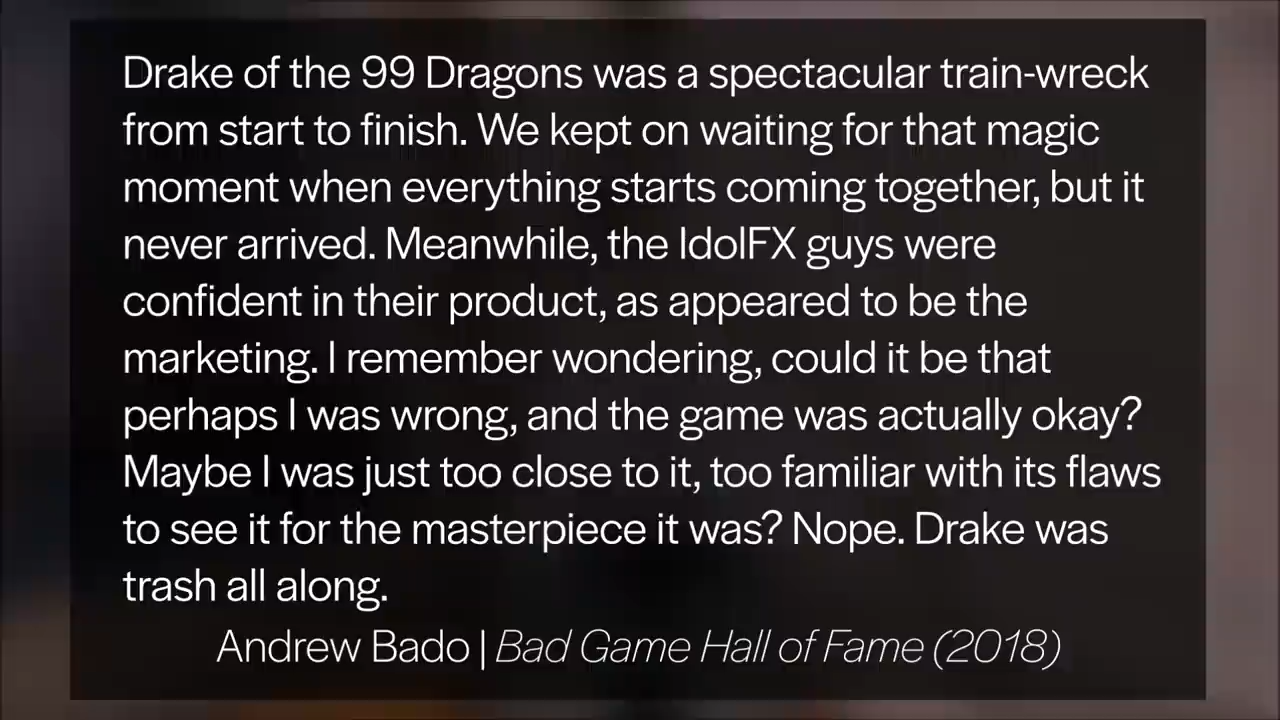 Drake of the 99 Dragons was a spectacular train-wreck
from start to finish. We kept on waiting for that magic
moment when everything starts coming together, but it
never arrived. Meanwhile, the IdolFX guys were
confident in their product, as appeared to be the
marketing. I remember wondering, could it be that
perhaps I was wrong, and the game was actually okay?
Maybe I was just too close to it, too familiar with its flaws
to see it for the masterpiece it was? Nope. Drake was
trash all along.
Andrew Bado | Bad Game Hall of Fame (2018)